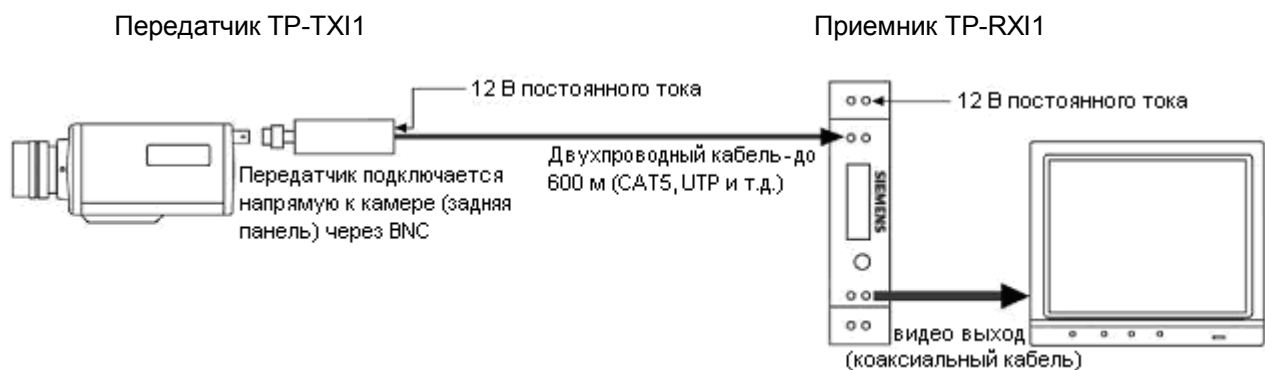 Передатчик TP-TXI1
Приемник TP-RXI1
12 В постоянного тока
12 В постоянного тока
Двухпроводный кабель-до
600 м (CAT5, UTP и т.д.)
Передатчик подключается
напрямую к камере (задняя
панель) через BNC
SIEMENS
видео выход
(коаксиальный кабель)